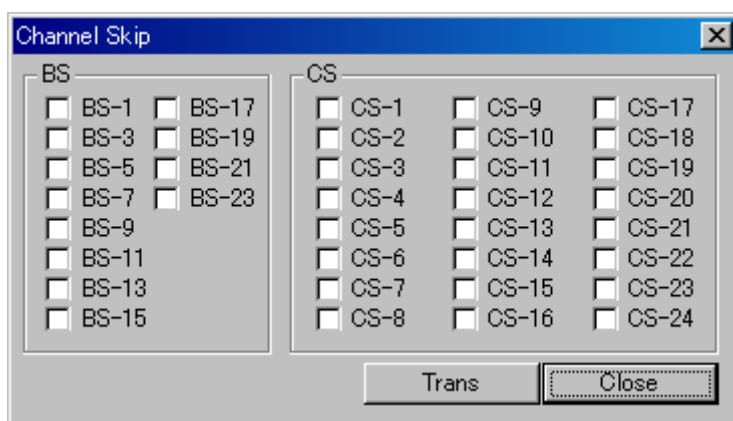 Channel Skip
BS
BS-1 BS-17
BS-3 BS-19
BS-5 BS-21
BS-7 BS-23
BS-9
BS-11
BS-13
BS-15
CS
CS-1 CS-9 CS-17
CS-2 CS-10 CS-18
CS-3 CS-11 CS-19
CS-4 CS-12 CS-20
CS-5 CS-13 CS-21
CS-6 CS-14 CS-22
CS-7 CS-15 CS-23
CS-8 CS-16 CS-24
Trans Close